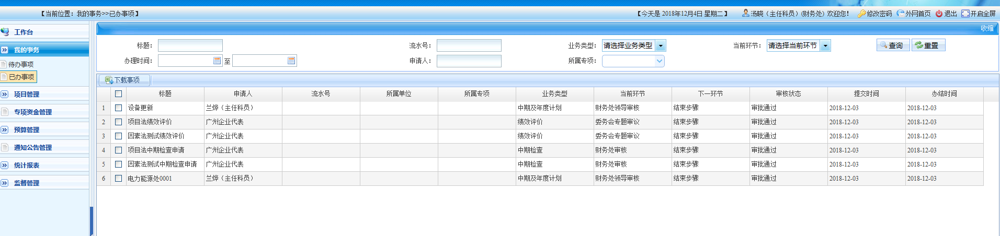 【当前位置：我的事务>>已办事项】 【今天是 2018年12月4日 星期二】 汤晓（主任科员）(财务处) 欢迎您! 修改密码 外网首页 退出 开启全屏
收缩
工作台
我的事务
待办事项
已办事项
项目管理
专项资金管理
预算管理
通知公告管理
统计报表
监督管理
标题： 流水号： 业务类型： 请选择业务类型 当前环节： 请选择当前环节 查询 重置
办理时间： 至 申请人： 所属专项：
下载事项
标题 申请人 流水号 所属单位 所属专项 业务类型 当前环节 下一环节 审核状态 提交时间 办结时间
1 设备更新 兰烨（主任科员） 中期及年度计划 财务处领导审核 结束步骤 审批通过 2018-12-03 2018-12-03
2 项目法绩效评价 广州企业代表 绩效评价 委务会专题审议 结束步骤 审批通过 2018-12-03 2018-12-03
3 因素法测试绩效评价 广州企业代表 绩效评价 委务会专题审议 结束步骤 审批通过 2018-12-03 2018-12-03
4 项目法中期检查申请 广州企业代表 中期检查 财务处审核 结束步骤 审批通过 2018-12-03 2018-12-03
5 因素法测试中期检查申请 广州企业代表 中期检查 财务处审核 结束步骤 审批通过 2018-12-03 2018-12-03
6 电力能源处0001 兰烨（主任科员） 中期及年度计划 财务处领导审核 结束步骤 审批通过 2018-12-03 2018-12-03